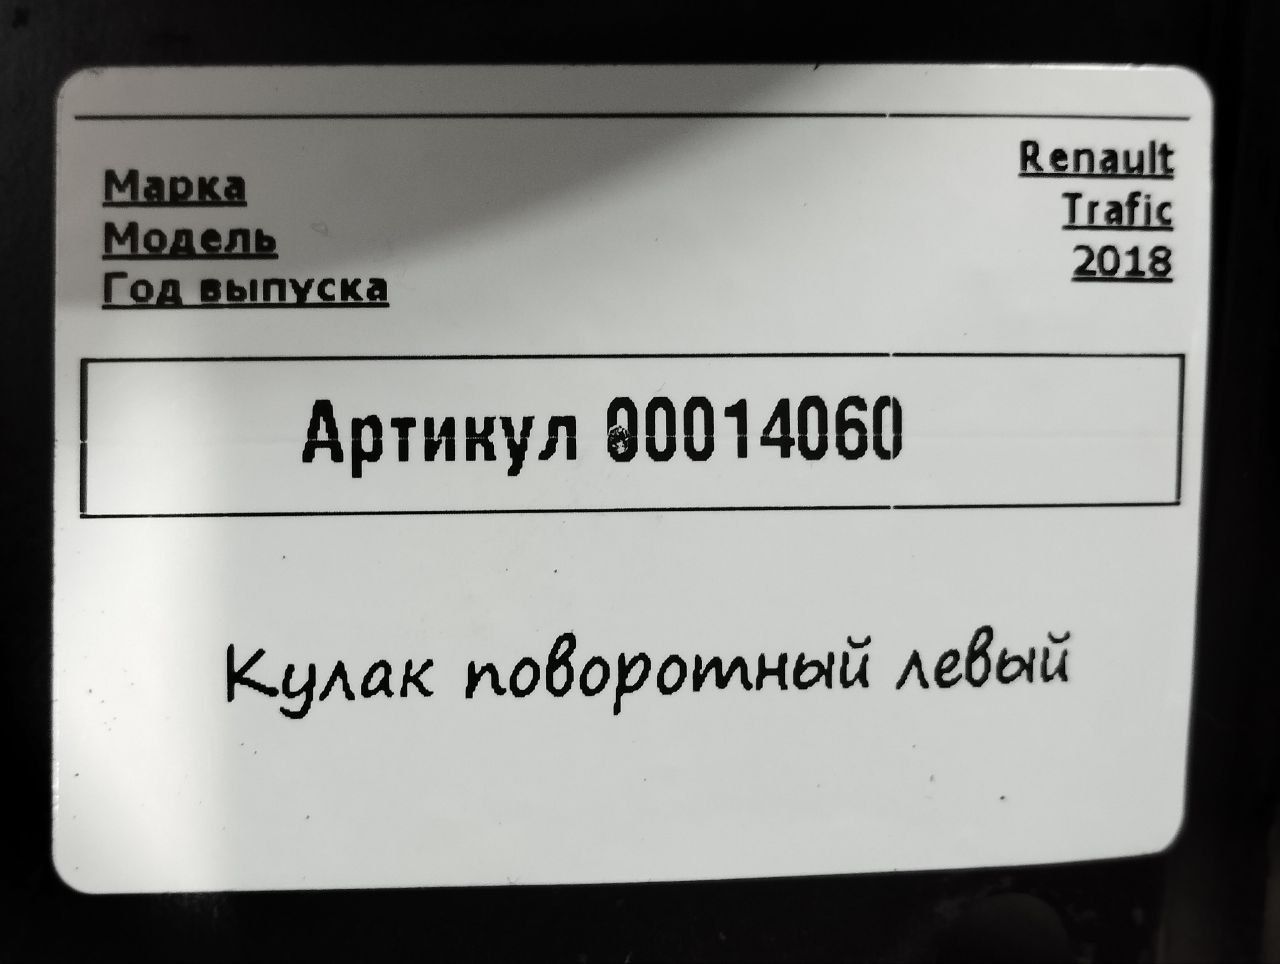 Марка Renault
Модель Trafic
Год выпуска 2018
Артикул 00014060
Кулак поворотный левый